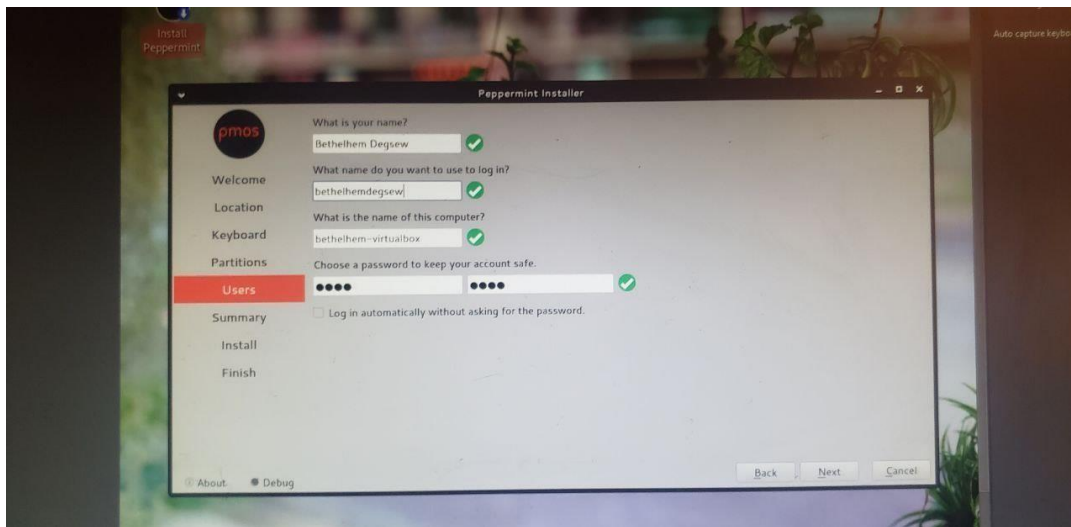 Install
Peppermint
Auto capture keybo
Peppermint Installer
pmos
Welcome
Location
Keyboard
Partitions
Users
Summary
Install
Finish
What is your name?
Bethelhem Degsew
What name do you want to use to log in?
bethelhemdegsew
What is the name of this computer?
bethelhem-virtualbox
Choose a password to keep your account safe.
●●●● ●●●●
Log in automatically without asking for the password.
About Debug
Back Next Cancel